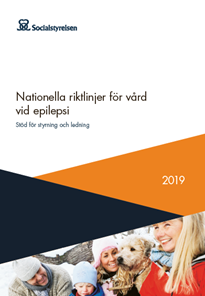 Socialstyrelsen
Nationella riktlinjer för vård
vid epilepsi
Stöd för styrning och ledning
2019